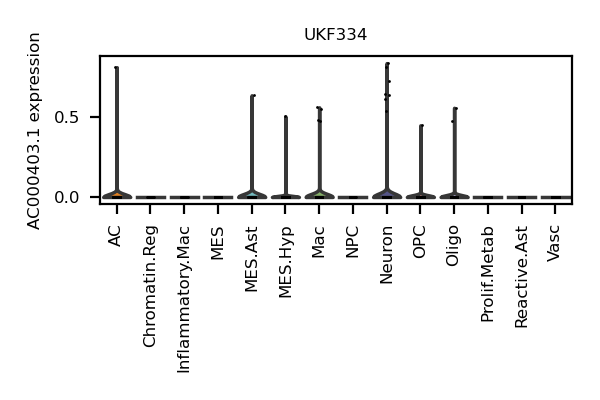 UKF334
AC000403.1 expression
0.5
0.0
AC
Chromatin.Reg
Inflammatory.Mac
MES
MES.Ast
MES.Hyp
Mac
NPC
Neuron
OPC
Oligo
Prolif.Metab
Reactive.Ast
Vasc